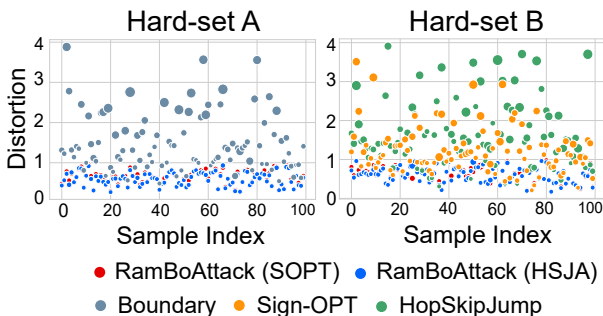 Hard-set A
Hard-set B
Distortion
4
3
2
1
0
0 20 40 60 80 100
Sample Index
4
3
2
1
0
0 20 40 60 80 100
Sample Index
RamBoAttack (SOPT) RamBoAttack (HSJA)
Boundary Sign-OPT HopSkipJump